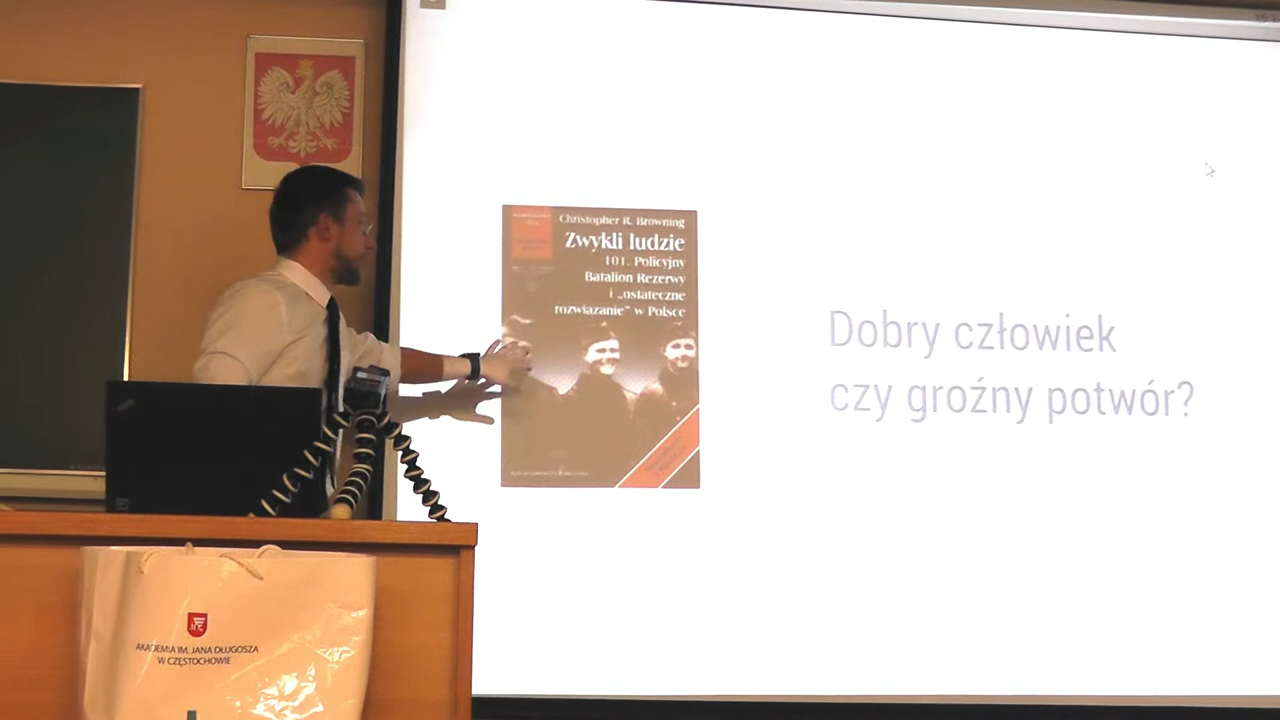 Christopher R. Browning
Zwykli ludzie
101. Policyjny
Batalion Rezerwy
i „ostateczne
rozwiązanie” w Polsce
Dobry człowiek
czy groźny potwór?
AKADEMIA IM. JANA DŁUGOSZA
W CZĘSTOCHOWIE